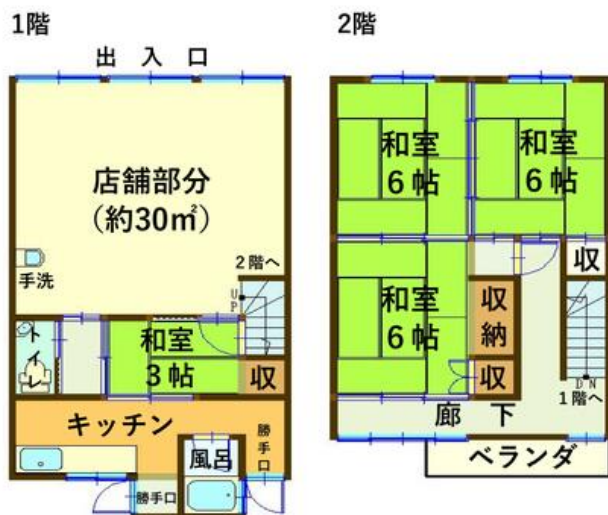 1階
出入口
店舗部分
(約30㎡)
手洗
2階へ
UP
トイレ
和室
3帖
収
キッチン
風呂
勝手口
勝手口
2階
和室
6帖
和室
6帖
和室
6帖
収
収納
収
DN
1階へ
廊下
ベランダ